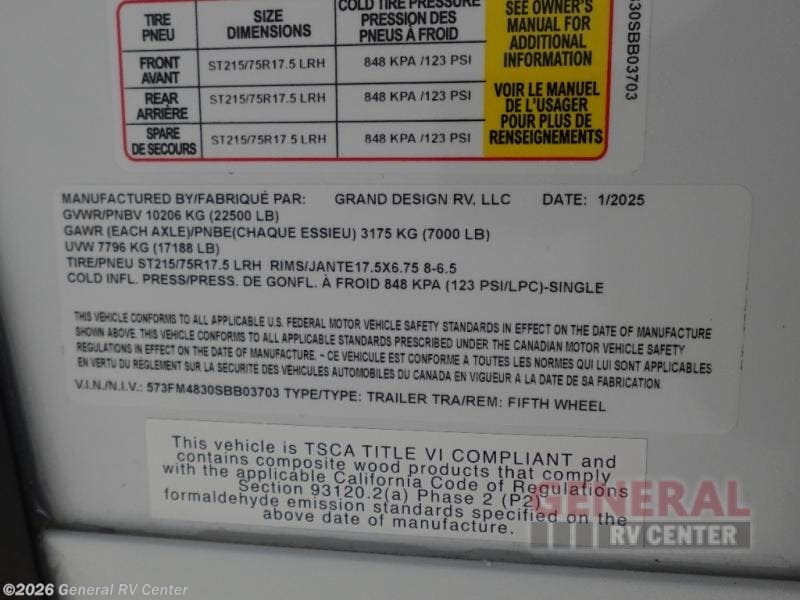 TIRE PNEU SIZE DIMENSIONS COLD TIRE PRESSURE PRESSION DES PNEUS À FROID
FRONT AVANT ST215/75R17.5 LRH 848 KPA /123 PSI
REAR ARRIÈRE ST215/75R17.5 LRH 848 KPA /123 PSI
SPARE DE SECOURS ST215/75R17.5 LRH 848 KPA /123 PSI
SEE OWNER'S
MANUAL FOR
ADDITIONAL
INFORMATION
VOIR LE MANUEL
DE L'USAGER
POUR PLUS DE
RENSEIGNEMENTS
830SBB03703
MANUFACTURED BY/FABRIQUÉ PAR: GRAND DESIGN RV, LLC DATE: 1/2025
GVWR/PNBV 10206 KG (22500 LB)
GAWR (EACH AXLE)/PNBE(CHAQUE ESSIEU) 3175 KG (7000 LB)
UVW 7796 KG (17188 LB)
TIRE/PNEU ST215/75R17.5 LRH RIMS/JANTE17.5X6.75 8-6.5
COLD INFL. PRESS/PRESS. DE GONFL. À FROID 848 KPA (123 PSI/LPC)-SINGLE
THIS VEHICLE CONFORMS TO ALL APPLICABLE U.S. FEDERAL MOTOR VEHICLE SAFETY STANDARDS IN EFFECT ON THE DATE OF MANUFACTURE
SHOWN ABOVE. THIS VEHICLE CONFORMS TO ALL APPLICABLE STANDARDS PRESCRIBED UNDER THE CANADIAN MOTOR VEHICLE SAFETY
REGULATIONS IN EFFECT ON THE DATE OF MANUFACTURE. - CE VEHICULE EST CONFORME A TOUTES LES NORMES QUI LUI SONT APPLICABLES
EN VERTU DU REGLEMENT SUR LA SECURITE DES VÉHICULES AUTOMOBILES DU CANADA EN VIGUEUR A LA DATE DE SA FABRICATION.
V.I.N./N.I.V.: 573FM4830SBB03703 TYPE/TYPE: TRAILER TRA/REM: FIFTH WHEEL
This vehicle is TSCA TITLE VI COMPLIANT and
contains composite wood products that comply
with the applicable California Code of Regulations
Section 93120.2(a) Phase 2 (P2)
formaldehyde emission standards specified on the
above date of manufacture.
GENERAL
RV CENTER
©2026 General RV Center